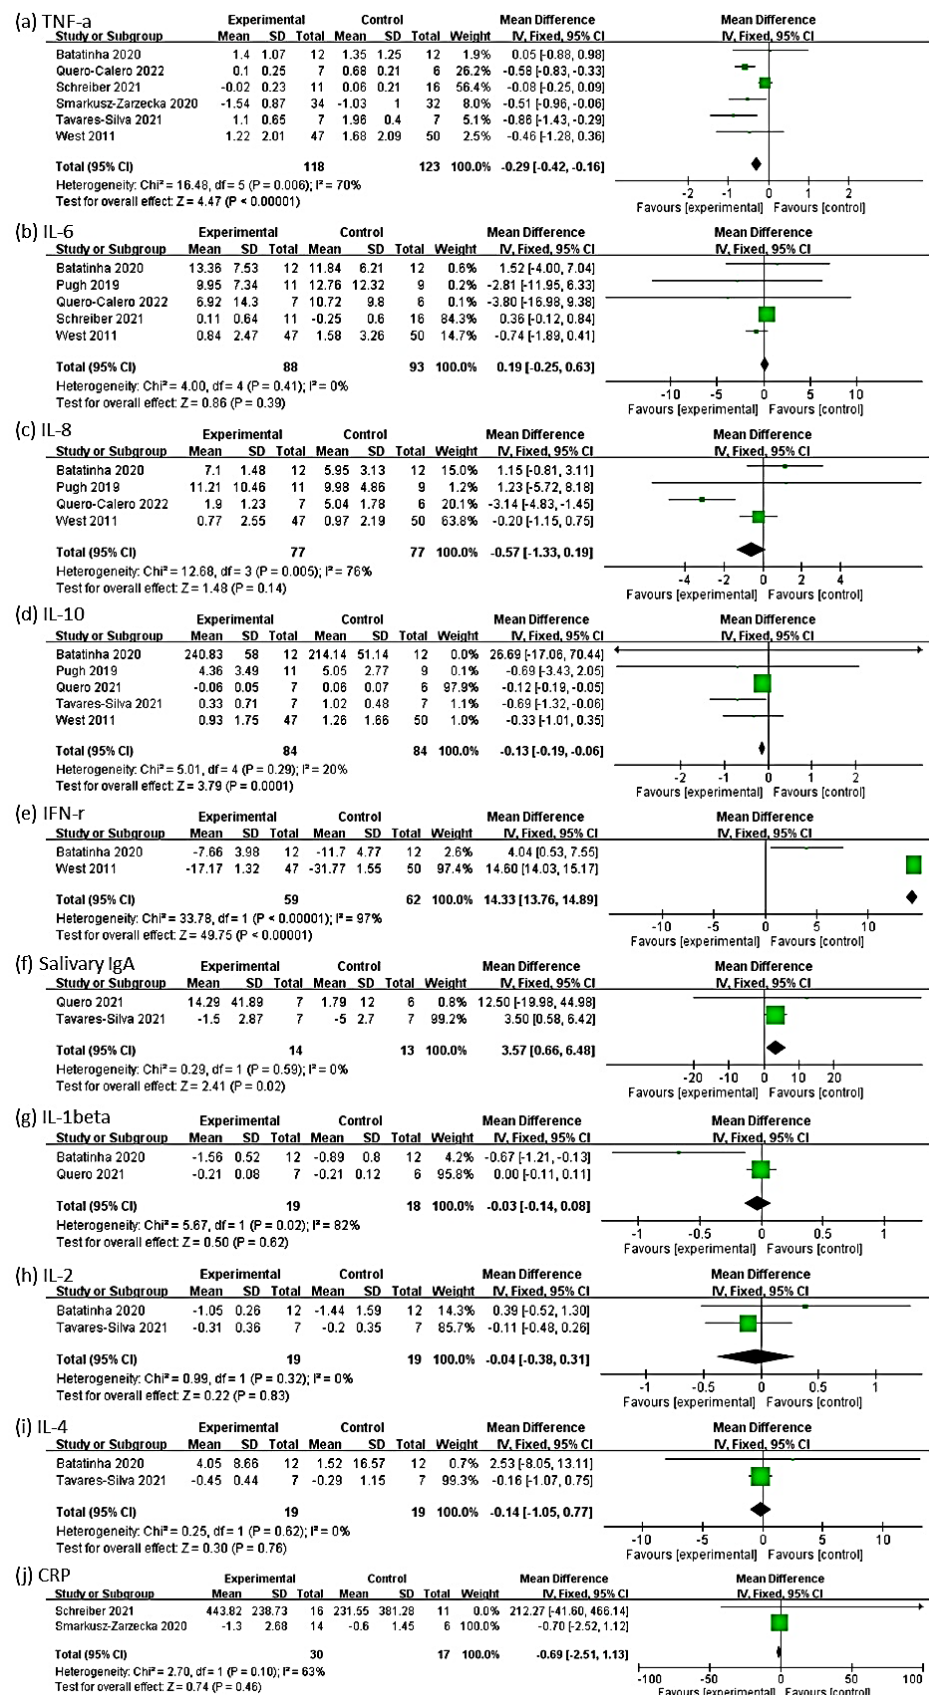 (a) TNF-a
Experimental Control Mean Difference Mean Difference
Study or Subgroup Mean SD Total Mean SD Total Weight IV, Fixed, 95% CI IV, Fixed, 95% CI
Batatinha 2020 1.4 1.07 12 1.35 1.25 12 1.9% 0.05 [-0.88, 0.98]
Quero-Calero 2022 0.1 0.25 7 0.68 0.21 6 26.2% -0.58 [-0.83, -0.33]
Schreiber 2021 -0.02 0.23 11 0.06 0.21 16 56.4% -0.08 [-0.25, 0.09]
Smarkusz-Zarzecka 2020 -1.54 0.87 34 -1.03 1 32 8.0% -0.51 [-0.96, -0.06]
Tavares-Silva 2021 1.1 0.65 7 1.96 0.4 7 5.1% -0.86 [-1.43, -0.29]
West 2011 1.22 2.01 47 1.68 2.09 50 2.5% -0.46 [-1.28, 0.36]
Total (95% CI) 118 123 100.0% -0.29 [-0.42, -0.16]
Heterogeneity: Chi² = 16.48, df = 5 (P = 0.006); I² = 70%
Test for overall effect: Z = 4.47 (P < 0.00001)
-2 -1 0 1 2
Favours [experimental] Favours [control]
(b) IL-6
Experimental Control Mean Difference Mean Difference
Study or Subgroup Mean SD Total Mean SD Total Weight IV, Fixed, 95% CI IV, Fixed, 95% CI
Batatinha 2020 13.36 7.53 12 11.84 6.21 12 0.6% 1.52 [-4.00, 7.04]
Pugh 2019 9.95 7.34 11 12.76 12.32 9 0.2% -2.81 [-11.95, 6.33]
Quero-Calero 2022 6.92 14.3 7 10.72 9.8 6 0.1% -3.80 [-16.98, 9.38]
Schreiber 2021 0.11 0.64 11 -0.25 0.6 16 84.3% 0.36 [-0.12, 0.84]
West 2011 0.84 2.47 47 1.58 3.26 50 14.7% -0.74 [-1.89, 0.41]
Total (95% CI) 88 93 100.0% 0.19 [-0.25, 0.63]
Heterogeneity: Chi² = 4.00, df = 4 (P = 0.41); I² = 0%
Test for overall effect: Z = 0.86 (P = 0.39)
-10 -5 0 5 10
Favours [experimental] Favours [control]
(c) IL-8
Experimental Control Mean Difference Mean Difference
Study or Subgroup Mean SD Total Mean SD Total Weight IV, Fixed, 95% CI IV, Fixed, 95% CI
Batatinha 2020 7.1 1.48 12 5.95 3.13 12 15.0% 1.15 [-0.81, 3.11]
Pugh 2019 11.21 10.46 11 9.98 4.86 9 1.2% 1.23 [-5.72, 8.18]
Quero-Calero 2022 1.9 1.23 7 5.04 1.78 6 20.1% -3.14 [-4.83, -1.45]
West 2011 0.77 2.55 47 0.97 2.19 50 63.8% -0.20 [-1.15, 0.75]
Total (95% CI) 77 77 100.0% -0.57 [-1.33, 0.19]
Heterogeneity: Chi² = 12.68, df = 3 (P = 0.005); I² = 76%
Test for overall effect: Z = 1.48 (P = 0.14)
-4 -2 0 2 4
Favours [experimental] Favours [control]
(d) IL-10
Experimental Control Mean Difference Mean Difference
Study or Subgroup Mean SD Total Mean SD Total Weight IV, Fixed, 95% CI IV, Fixed, 95% CI
Batatinha 2020 240.83 58 12 214.14 51.14 12 0.0% 26.69 [-17.06, 70.44]
Pugh 2019 4.36 3.49 11 5.05 2.77 9 0.1% -0.69 [-3.43, 2.05]
Quero 2021 -0.06 0.05 7 0.06 0.07 6 97.9% -0.12 [-0.19, -0.05]
Tavares-Silva 2021 0.33 0.71 7 1.02 0.48 7 1.1% -0.69 [-1.32, -0.06]
West 2011 0.93 1.75 47 1.26 1.66 50 1.0% -0.33 [-1.01, 0.35]
Total (95% CI) 84 84 100.0% -0.13 [-0.19, -0.06]
Heterogeneity: Chi² = 5.01, df = 4 (P = 0.29); I² = 20%
Test for overall effect: Z = 3.79 (P = 0.0001)
-2 -1 0 1 2
Favours [experimental] Favours [control]
(e) IFN-r
Experimental Control Mean Difference Mean Difference
Study or Subgroup Mean SD Total Mean SD Total Weight IV, Fixed, 95% CI IV, Fixed, 95% CI
Batatinha 2020 -7.66 3.98 12 -11.7 4.77 12 2.6% 4.04 [0.53, 7.55]
West 2011 -17.17 1.32 47 -31.77 1.55 50 97.4% 14.60 [14.03, 15.17]
Total (95% CI) 59 62 100.0% 14.33 [13.76, 14.89]
Heterogeneity: Chi² = 33.78, df = 1 (P < 0.00001); I² = 97%
Test for overall effect: Z = 49.75 (P < 0.00001)
-10 -5 0 5 10
Favours [experimental] Favours [control]
(f) Salivary IgA
Experimental Control Mean Difference Mean Difference
Study or Subgroup Mean SD Total Mean SD Total Weight IV, Fixed, 95% CI IV, Fixed, 95% CI
Quero 2021 14.29 41.89 7 1.79 12 6 0.8% 12.50 [-19.98, 44.98]
Tavares-Silva 2021 -1.5 2.87 7 -5 2.7 7 99.2% 3.50 [0.58, 6.42]
Total (95% CI) 14 13 100.0% 3.57 [0.66, 6.48]
Heterogeneity: Chi² = 0.29, df = 1 (P = 0.59); I² = 0%
Test for overall effect: Z = 2.41 (P = 0.02)
-20 -10 0 10 20
Favours [experimental] Favours [control]
(g) IL-1beta
Experimental Control Mean Difference Mean Difference
Study or Subgroup Mean SD Total Mean SD Total Weight IV, Fixed, 95% CI IV, Fixed, 95% CI
Batatinha 2020 -1.56 0.52 12 -0.89 0.8 12 4.2% -0.67 [-1.21, -0.13]
Quero 2021 -0.21 0.08 7 -0.21 0.12 6 95.8% 0.00 [-0.11, 0.11]
Total (95% CI) 19 18 100.0% -0.03 [-0.14, 0.08]
Heterogeneity: Chi² = 5.67, df = 1 (P = 0.02); I² = 82%
Test for overall effect: Z = 0.50 (P = 0.62)
-1 -0.5 0 0.5 1
Favours [experimental] Favours [control]
(h) IL-2
Experimental Control Mean Difference Mean Difference
Study or Subgroup Mean SD Total Mean SD Total Weight IV, Fixed, 95% CI IV, Fixed, 95% CI
Batatinha 2020 -1.05 0.26 12 -1.44 1.59 12 14.3% 0.39 [-0.52, 1.30]
Tavares-Silva 2021 -0.31 0.36 7 -0.2 0.35 7 85.7% -0.11 [-0.48, 0.26]
Total (95% CI) 19 19 100.0% -0.04 [-0.38, 0.31]
Heterogeneity: Chi² = 0.99, df = 1 (P = 0.32); I² = 0%
Test for overall effect: Z = 0.22 (P = 0.83)
-1 -0.5 0 0.5 1
Favours [experimental] Favours [control]
(i) IL-4
Experimental Control Mean Difference Mean Difference
Study or Subgroup Mean SD Total Mean SD Total Weight IV, Fixed, 95% CI IV, Fixed, 95% CI
Batatinha 2020 4.05 8.66 12 1.52 16.57 12 0.7% 2.53 [-8.05, 13.11]
Tavares-Silva 2021 -0.45 0.44 7 -0.29 1.15 7 99.3% -0.16 [-1.07, 0.75]
Total (95% CI) 19 19 100.0% -0.14 [-1.05, 0.77]
Heterogeneity: Chi² = 0.25, df = 1 (P = 0.62); I² = 0%
Test for overall effect: Z = 0.30 (P = 0.76)
-10 -5 0 5 10
Favours [experimental] Favours [control]
(j) CRP
Experimental Control Mean Difference Mean Difference
Study or Subgroup Mean SD Total Mean SD Total Weight IV, Fixed, 95% CI IV, Fixed, 95% CI
Schreiber 2021 443.82 238.73 16 231.55 381.28 11 0.0% 212.27 [-41.60, 466.14]
Smarkusz-Zarzecka 2020 -1.3 2.68 14 -0.6 1.45 6 100.0% -0.70 [-2.52, 1.12]
Total (95% CI) 30 17 100.0% -0.69 [-2.51, 1.13]
Heterogeneity: Chi² = 2.70, df = 1 (P = 0.10); I² = 63%
Test for overall effect: Z = 0.74 (P = 0.46)
-100 -50 0 50 100
Favours [experimental] Favours [control]